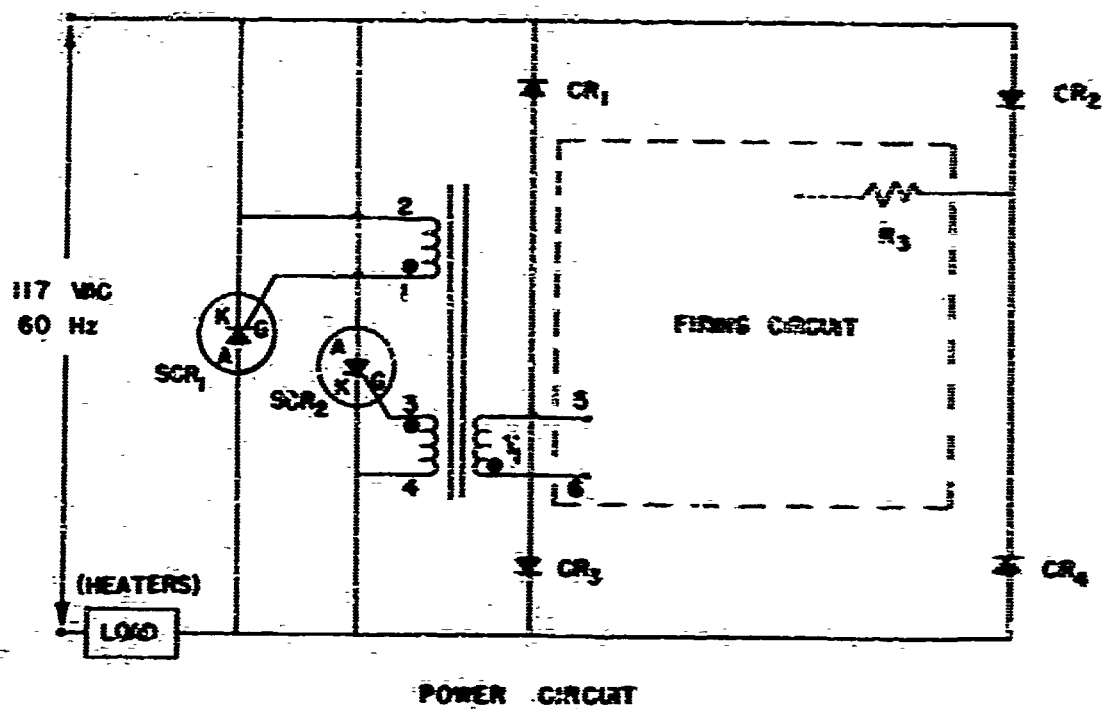 CR₁
CR₂
2
R₃
1
117 VAC
60 Hz
FIRING CIRCUIT
K
G
A
SCR₁
A
K
G
SCR₂
3
5
4
6
CR₃
CR₄
(HEATERS)
LOAD
POWER CIRCUIT